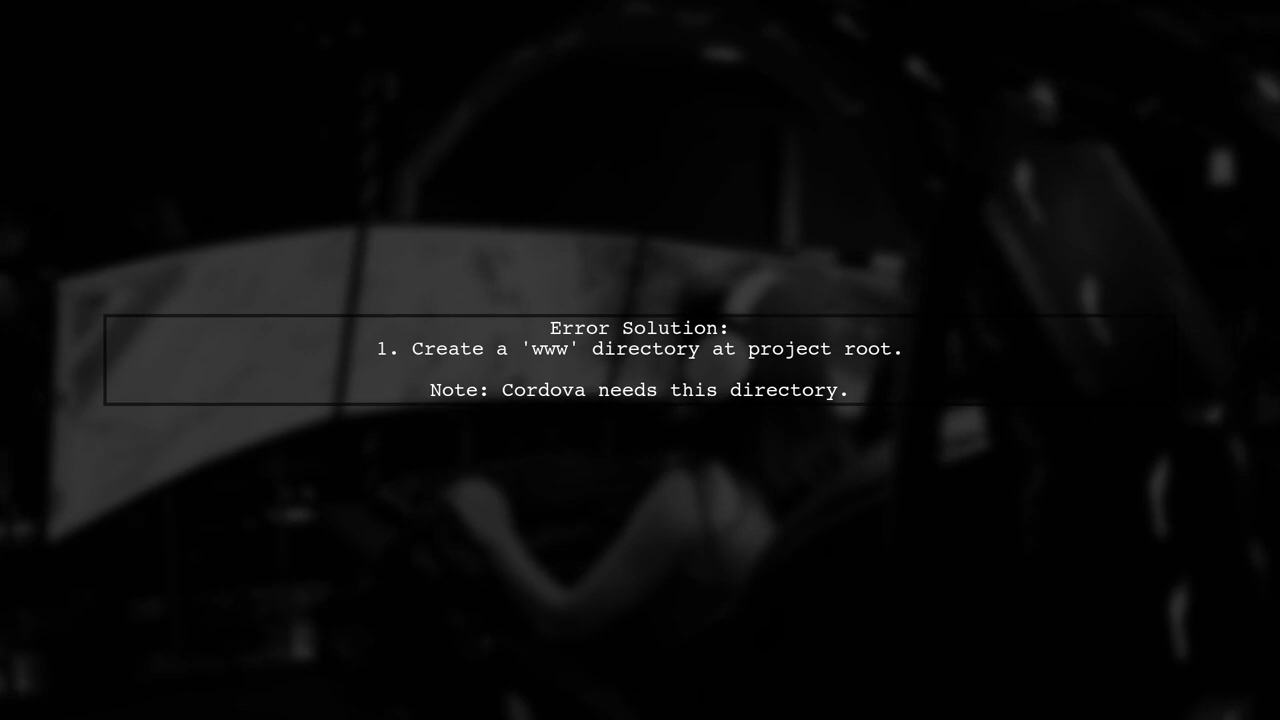 Error Solution:
1. Create a 'www' directory at project root.
Note: Cordova needs this directory.